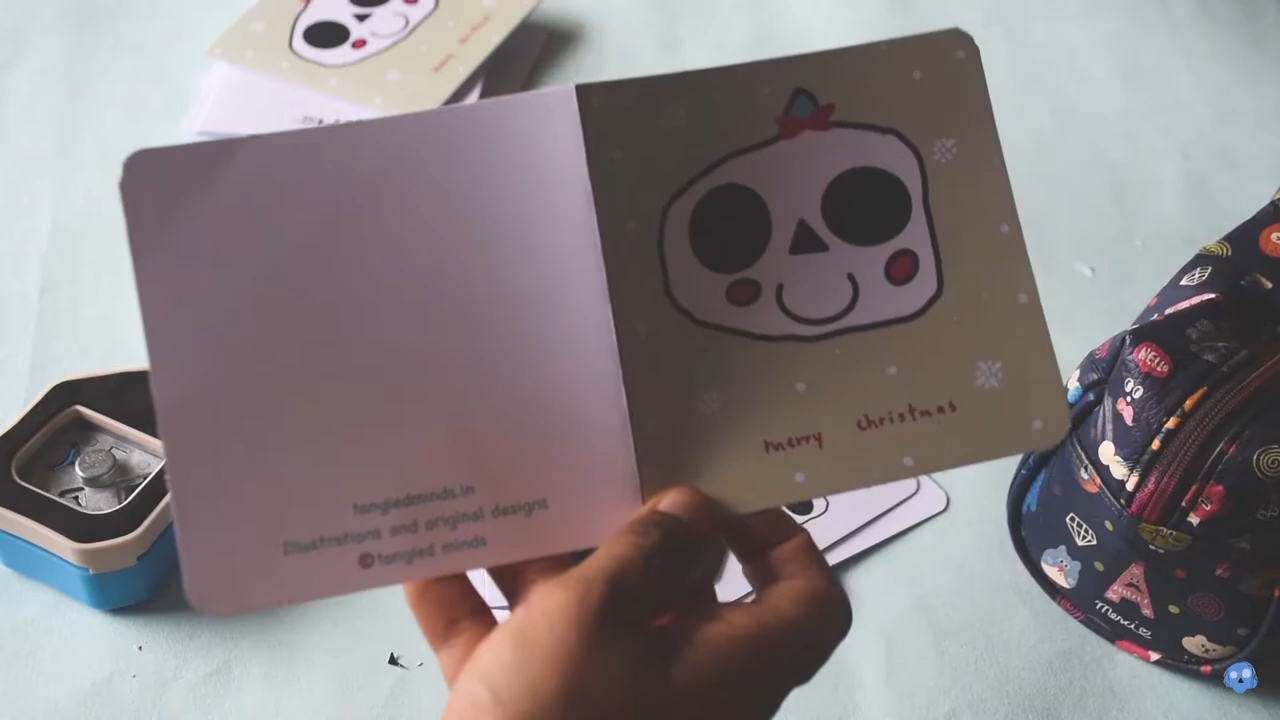 tangledminds.in
Illustrations and original designs
©tangled minds
merry christmas
HELLO
A
Merci